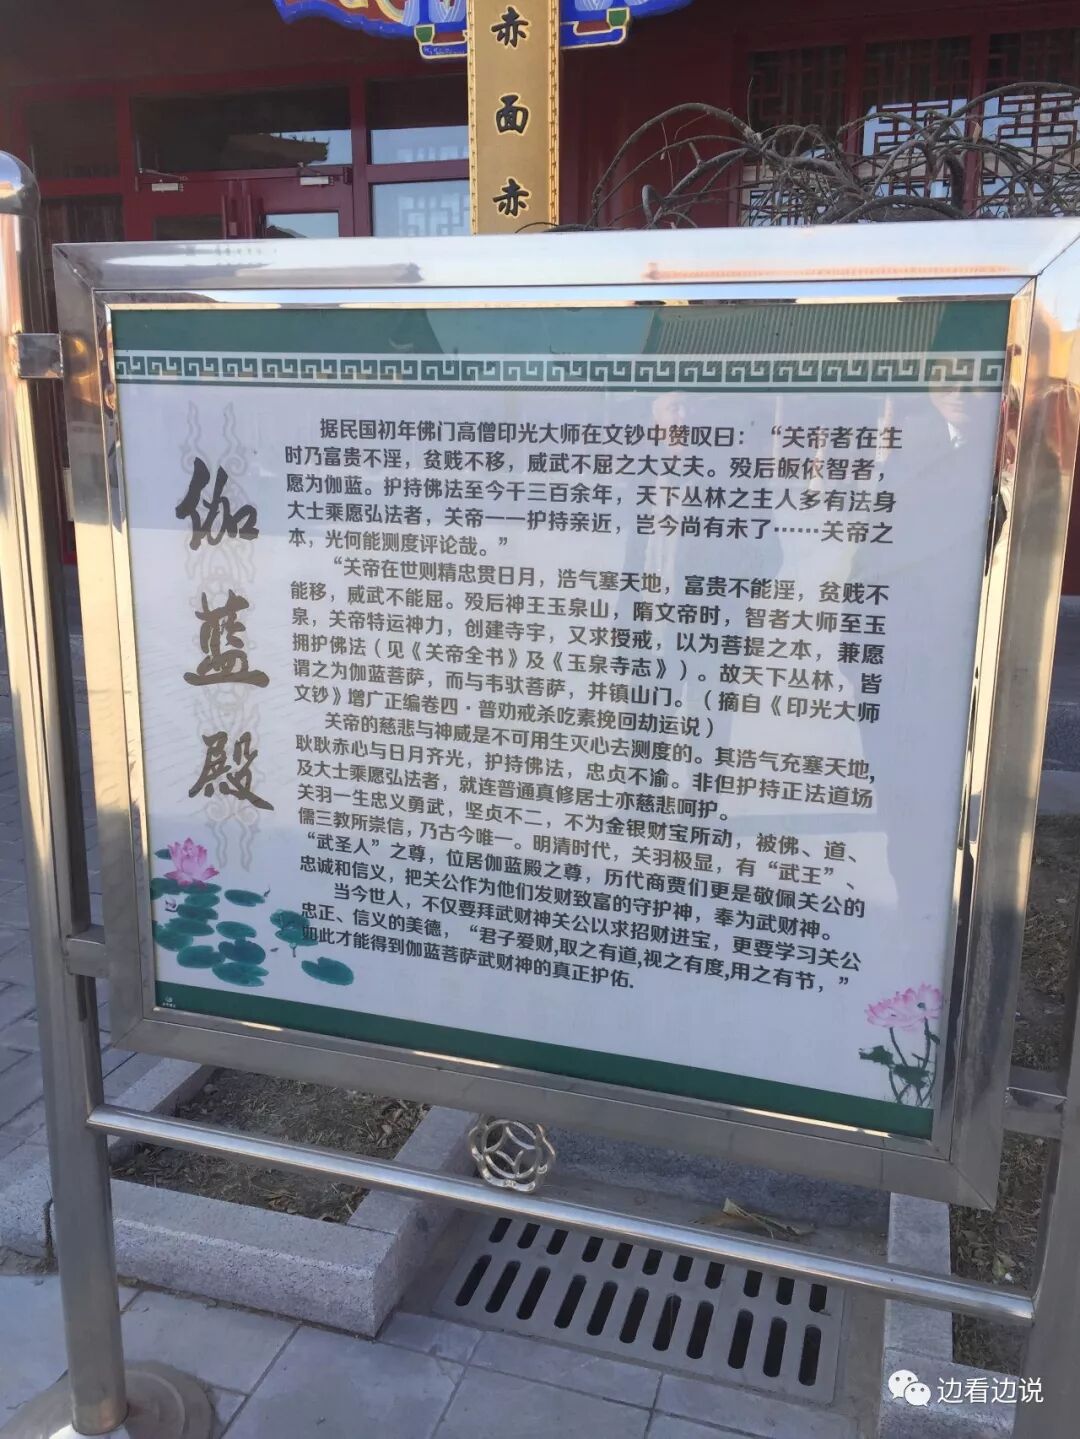 赤面赤
伽蓝殿
据民国初年佛门高僧印光大师在文钞中赞叹曰：“关帝者在生
时乃富贵不淫，贫贱不移，威武不屈之大丈夫。殁后皈依智者，
愿为伽蓝。护持佛法至今千三百余年，天下丛林之主人多有法身
大士乘愿弘法者，关帝一一护持亲近，岂今尚有未了……关帝之
本，光何能测度评论哉。”
“关帝在世则精忠贯日月，浩气塞天地，富贵不能淫，贫贱不
能移，威武不能屈。殁后神王玉泉山，隋文帝时，智者大师至玉
泉，关帝特运神力，创建寺宇，又求授戒，以为菩提之本，兼愿
拥护佛法（见《关帝全书》及《玉泉寺志》）。故天下丛林，皆
谓之为伽蓝菩萨，而与韦驮菩萨，并镇山门。（摘自《印光大师
文钞》增广正编卷四·普劝戒杀吃素挽回劫运说）
关帝的慈悲与神威是不可用生灭心去测度的。其浩气充塞天地，
耿耿赤心与日月齐光，护持佛法，忠贞不渝。非但护持正法道场
及大士乘愿弘法者，就连普通真修居士亦慈悲呵护。
关羽一生忠义勇武，坚贞不二，不为金银财宝所动，被佛、道、
儒三教所崇信，乃古今唯一。明清时代，关羽极显，有“武王”、
“武圣人”之尊，位居伽蓝殿之尊，历代商贾们更是敬佩关公的
忠诚和信义，把关公作为他们发财致富的守护神，奉为武财神。
当今世人，不仅要拜武财神关公以求招财进宝，更要学习关公
忠正、信义的美德，“君子爱财,取之有道,视之有度,用之有节，”
如此才能得到伽蓝菩萨武财神的真正护佑.
边看边说